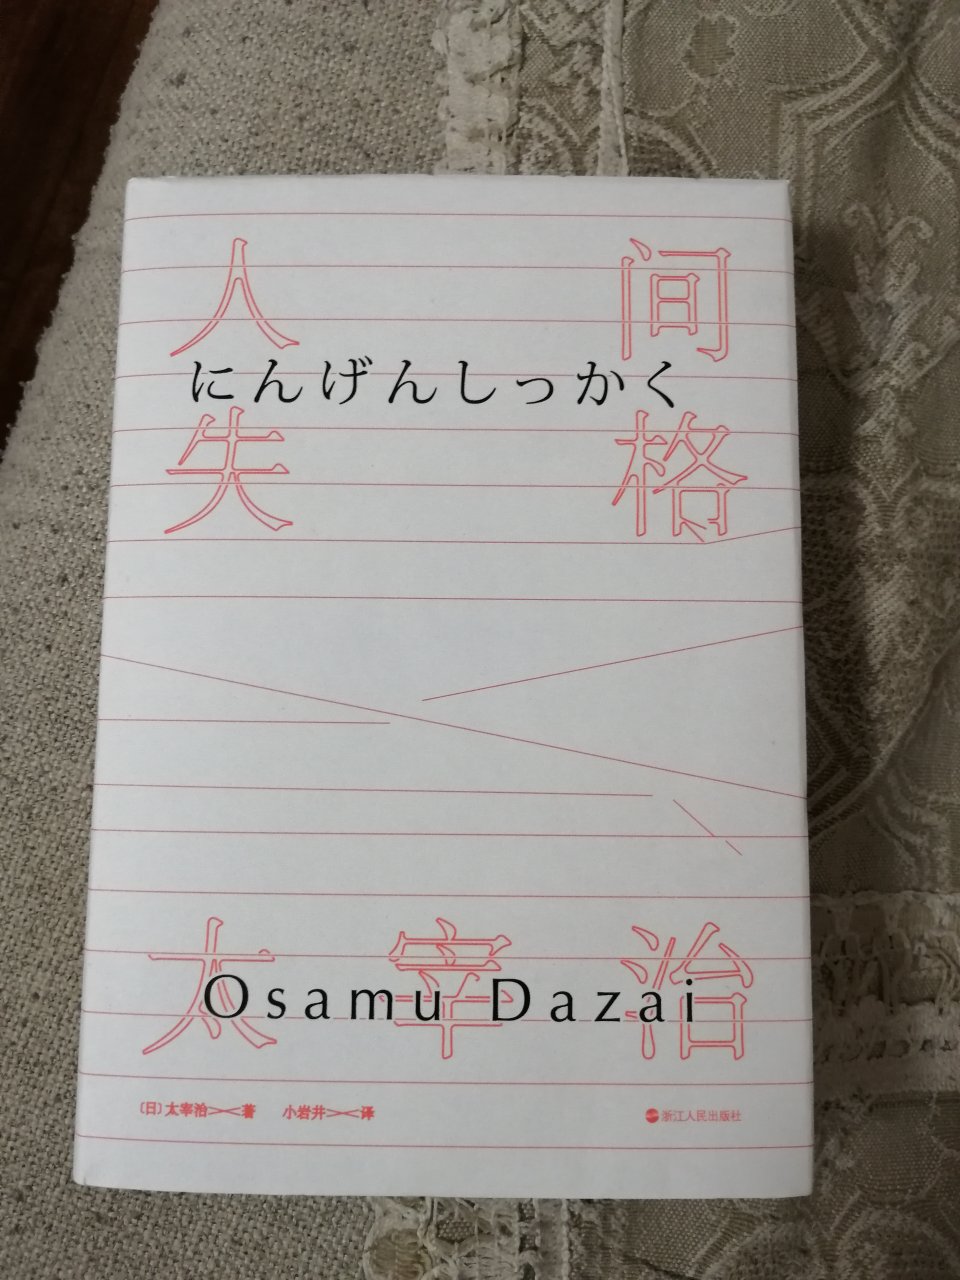 人间
にんげんしっかく
失格
太宰治
Osamu Dazai
〔日〕太宰治 著 小岩井 译 浙江人民出版社